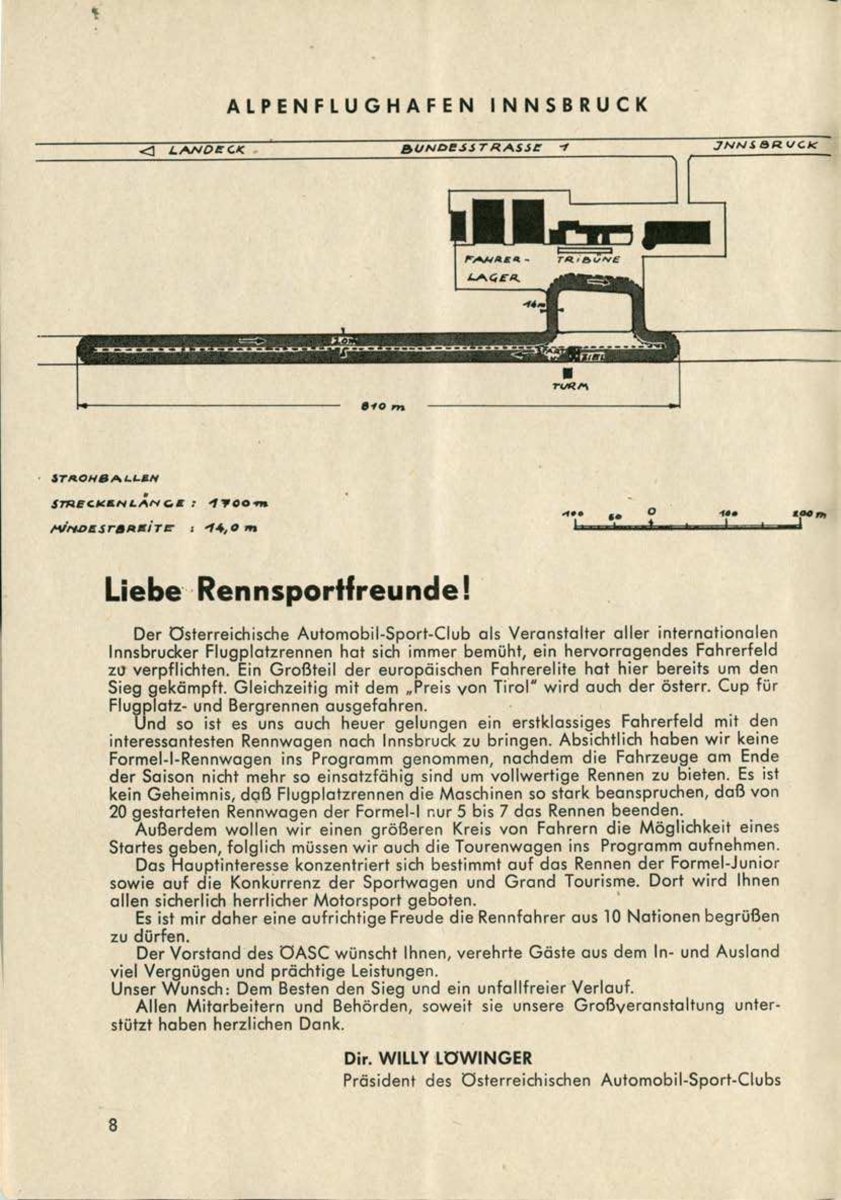 ALPENFLUGHAFEN INNSBRUCK
◁ LANDECK BUNDESSTRASSE 1 INNSBRUCK
FAHRER- TRIBÜNE
LAGER
14m
20m
START ZIEL
TURM
810 m
STROHBALLEN
STRECKENLÄNGE : 1700 m
MINDESTBREITE : 14,0 m
100 50 0 100 200 m
Liebe Rennsportfreunde!
Der Österreichische Automobil-Sport-Club als Veranstalter aller internationalen
Innsbrucker Flugplatzrennen hat sich immer bemüht, ein hervorragendes Fahrerfeld
zu verpflichten. Ein Großteil der europäischen Fahrerelite hat hier bereits um den
Sieg gekämpft. Gleichzeitig mit dem „Preis von Tirol" wird auch der österr. Cup für
Flugplatz- und Bergrennen ausgefahren.
Und so ist es uns auch heuer gelungen ein erstklassiges Fahrerfeld mit den
interessantesten Rennwagen nach Innsbruck zu bringen. Absichtlich haben wir keine
Formel-I-Rennwagen ins Programm genommen, nachdem die Fahrzeuge am Ende
der Saison nicht mehr so einsatzfähig sind um vollwertige Rennen zu bieten. Es ist
kein Geheimnis, daß Flugplatzrennen die Maschinen so stark beanspruchen, daß von
20 gestarteten Rennwagen der Formel-I nur 5 bis 7 das Rennen beenden.
Außerdem wollen wir einen größeren Kreis von Fahrern die Möglichkeit eines
Startes geben, folglich müssen wir auch die Tourenwagen ins Programm aufnehmen.
Das Hauptinteresse konzentriert sich bestimmt auf das Rennen der Formel-Junior
sowie auf die Konkurrenz der Sportwagen und Grand Tourisme. Dort wird Ihnen
allen sicherlich herrlicher Motorsport geboten.
Es ist mir daher eine aufrichtige Freude die Rennfahrer aus 10 Nationen begrüßen
zu dürfen.
Der Vorstand des ÖASC wünscht Ihnen, verehrte Gäste aus dem In- und Ausland
viel Vergnügen und prächtige Leistungen.
Unser Wunsch: Dem Besten den Sieg und ein unfallfreier Verlauf.
Allen Mitarbeitern und Behörden, soweit sie unsere Großveranstaltung unter-
stützt haben herzlichen Dank.
Dir. WILLY LÖWINGER
Präsident des Österreichischen Automobil-Sport-Clubs
8